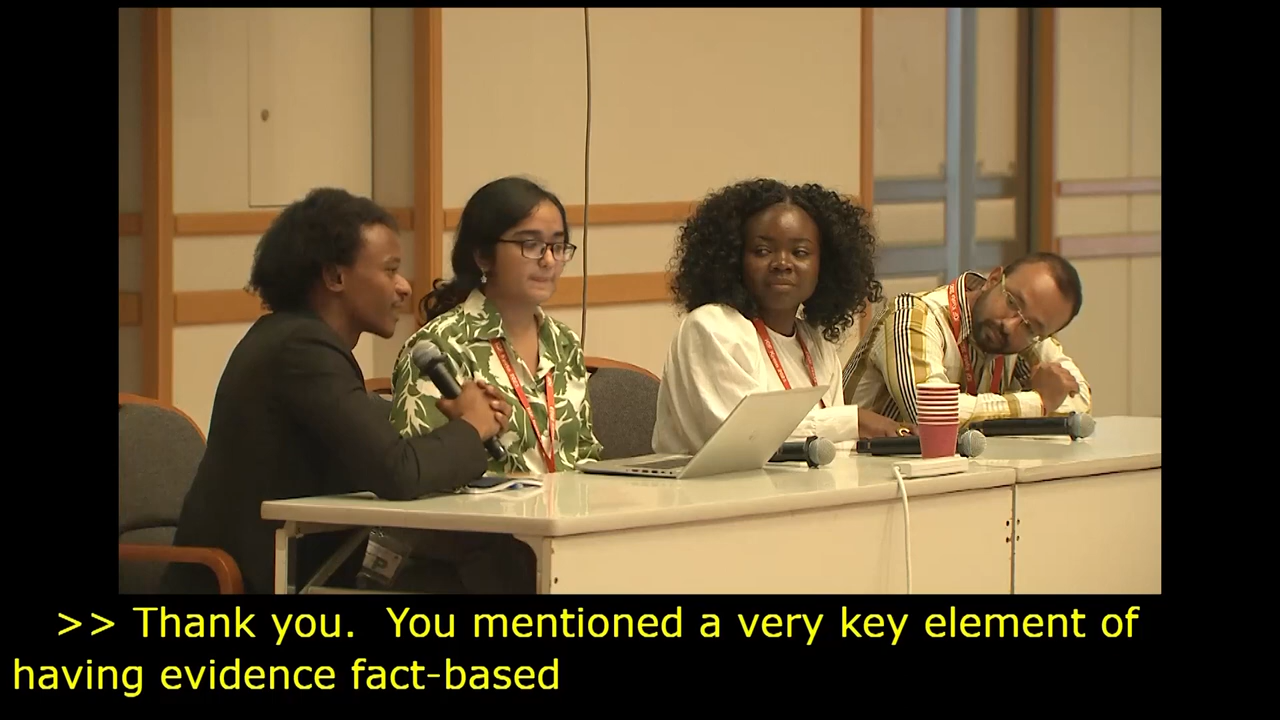 >> Thank you.  You mentioned a very key element of
having evidence fact-based
P